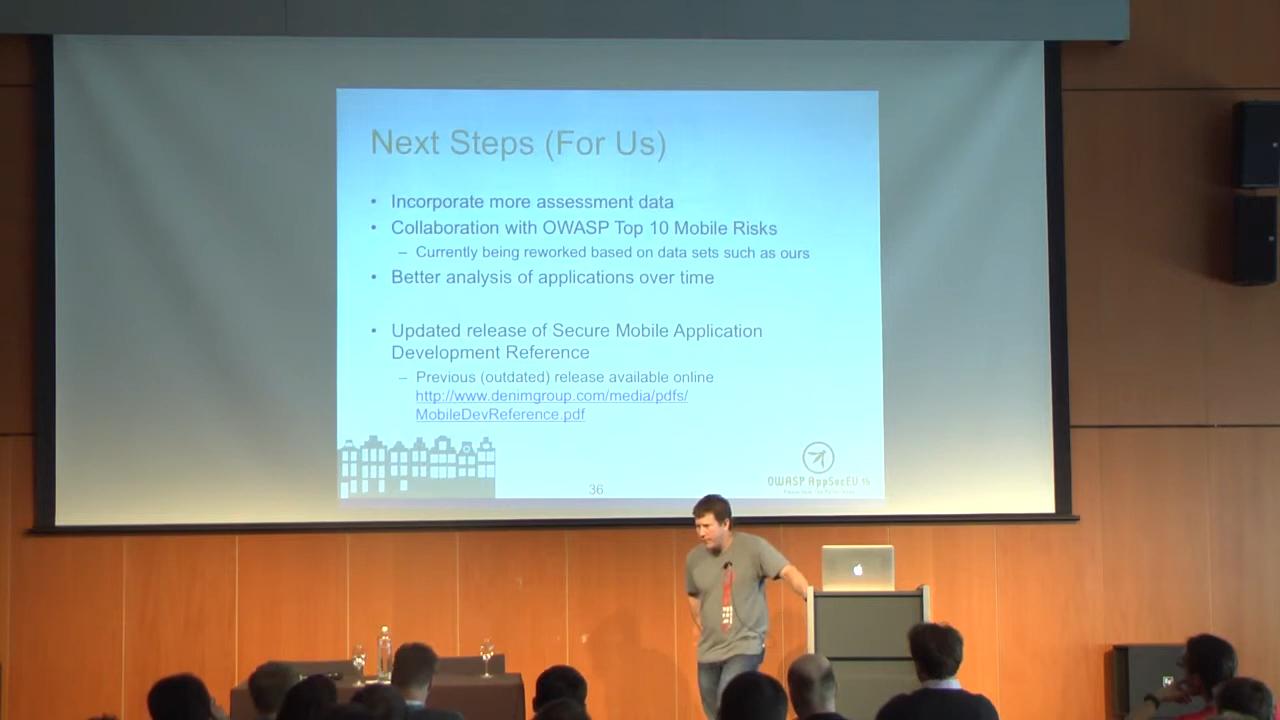 Next Steps (For Us)
• Incorporate more assessment data
• Collaboration with OWASP Top 10 Mobile Risks
– Currently being reworked based on data sets such as ours
• Better analysis of applications over time
• Updated release of Secure Mobile Application
Development Reference
– Previous (outdated) release available online
http://www.denimgroup.com/media/pdfs/
MobileDevReference.pdf
OWASP AppSecEU 15
36